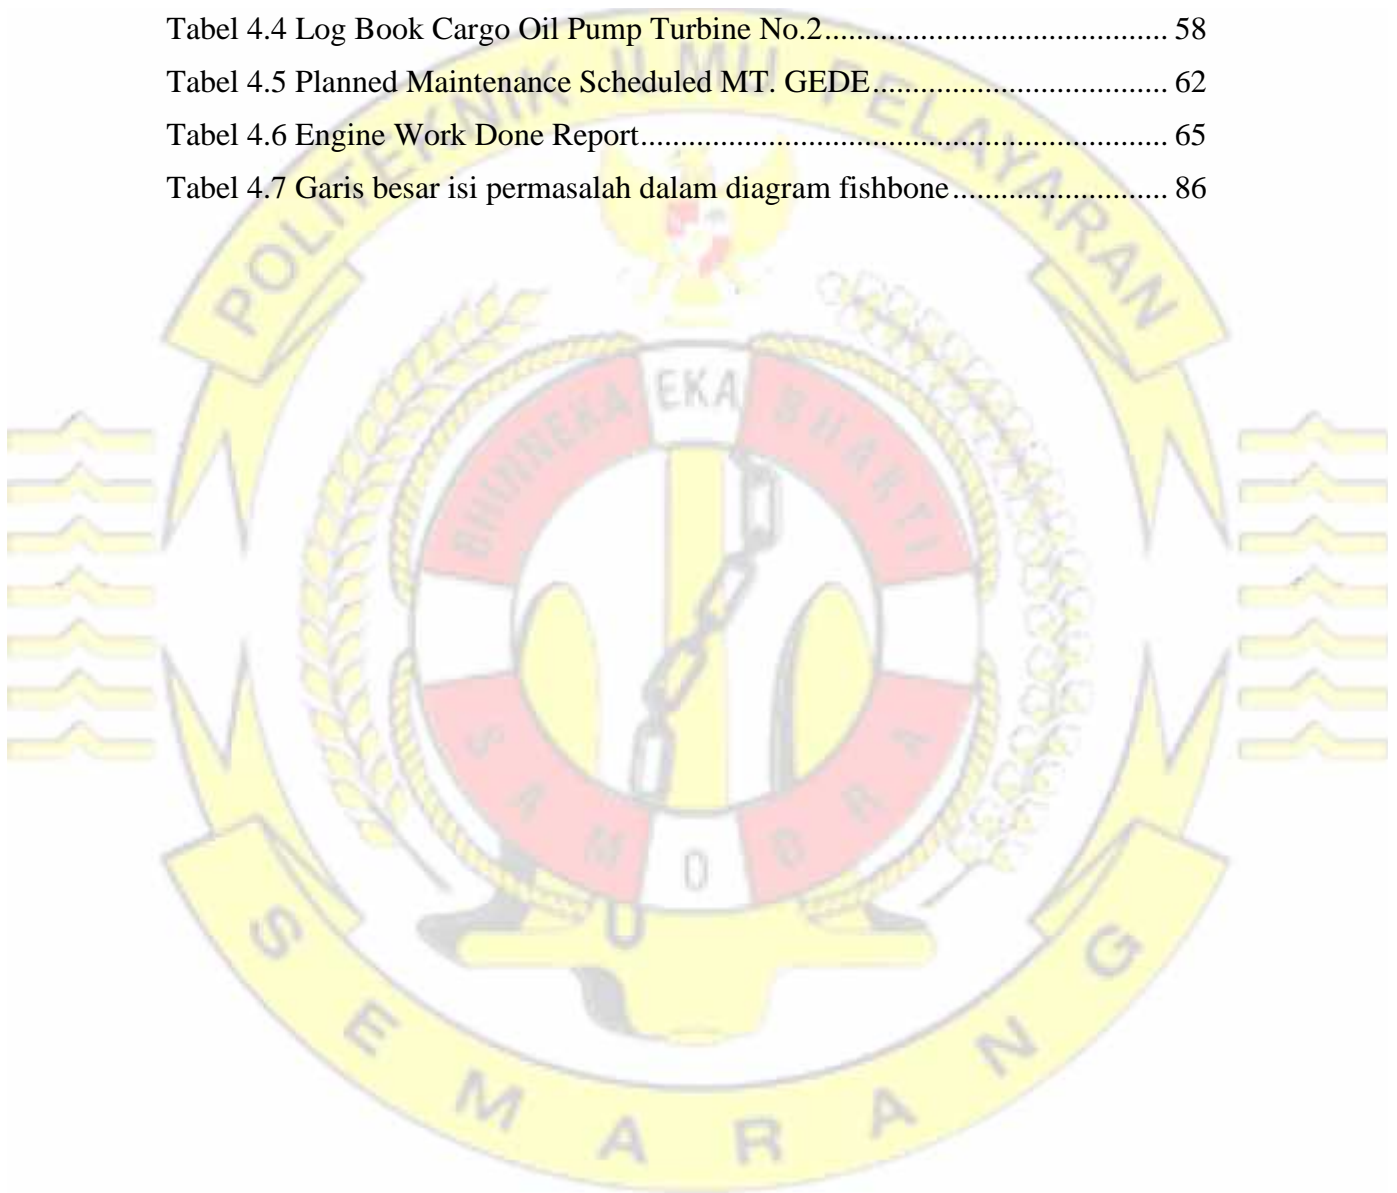 Tabel 4.4 Log Book Cargo Oil Pump Turbine No.2.......................................... 58
Tabel 4.5 Planned Maintenance Scheduled MT. GEDE.................................... 62
Tabel 4.6 Engine Work Done Report................................................................ 65
Tabel 4.7 Garis besar isi permasalah dalam diagram fishbone.......................... 86
POLITEKNIK ILMU PELAYARAN
BHINNEKA EKA BHAKTI
SAMODRA
SEMARANG